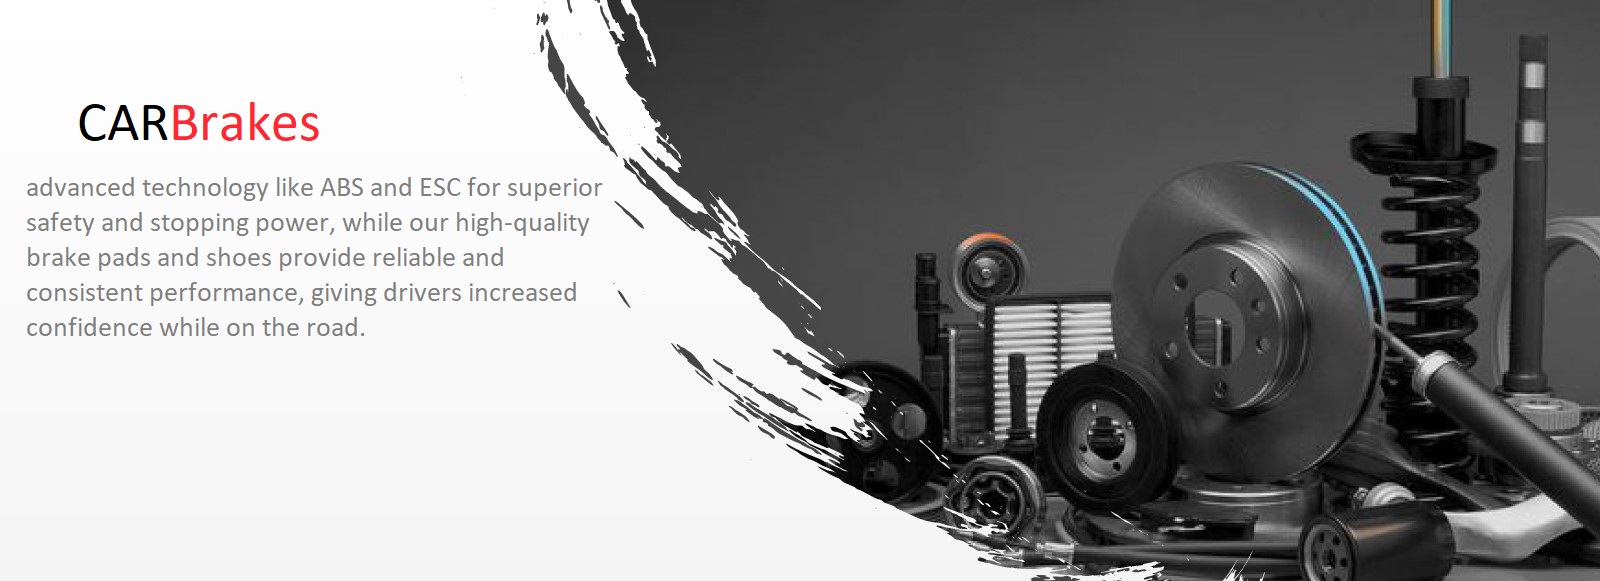 CARBrakes
advanced technology like ABS and ESC for superior
safety and stopping power, while our high-quality
brake pads and shoes provide reliable and
consistent performance, giving drivers increased
confidence while on the road.